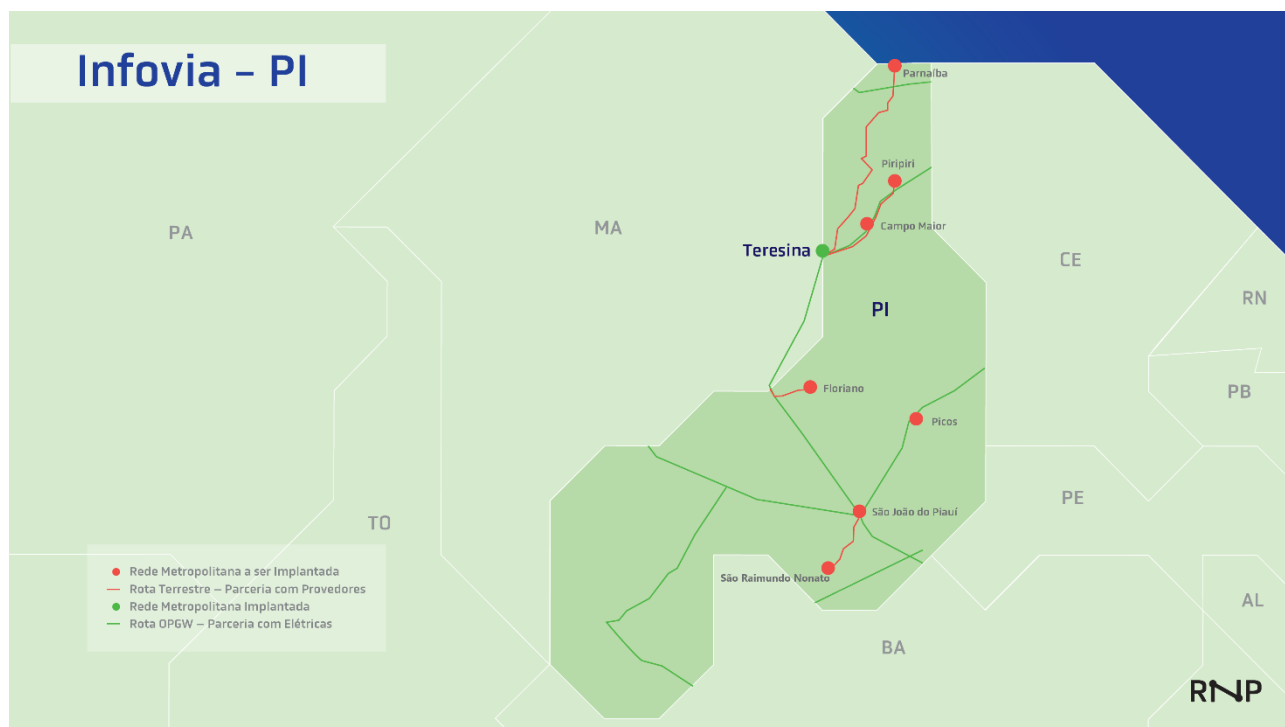 Infovia – PI
Parnaíba
Piripiri
Campo Maior
Teresina
PA
MA
CE
RN
PI
PB
Floriano
Picos
PE
São João do Piauí
TO
São Raimundo Nonato
AL
BA
Rede Metropolitana a ser Implantada
Rota Terrestre – Parceria com Provedores
Rede Metropolitana Implantada
Rota OPGW – Parceria com Elétricas
RNP